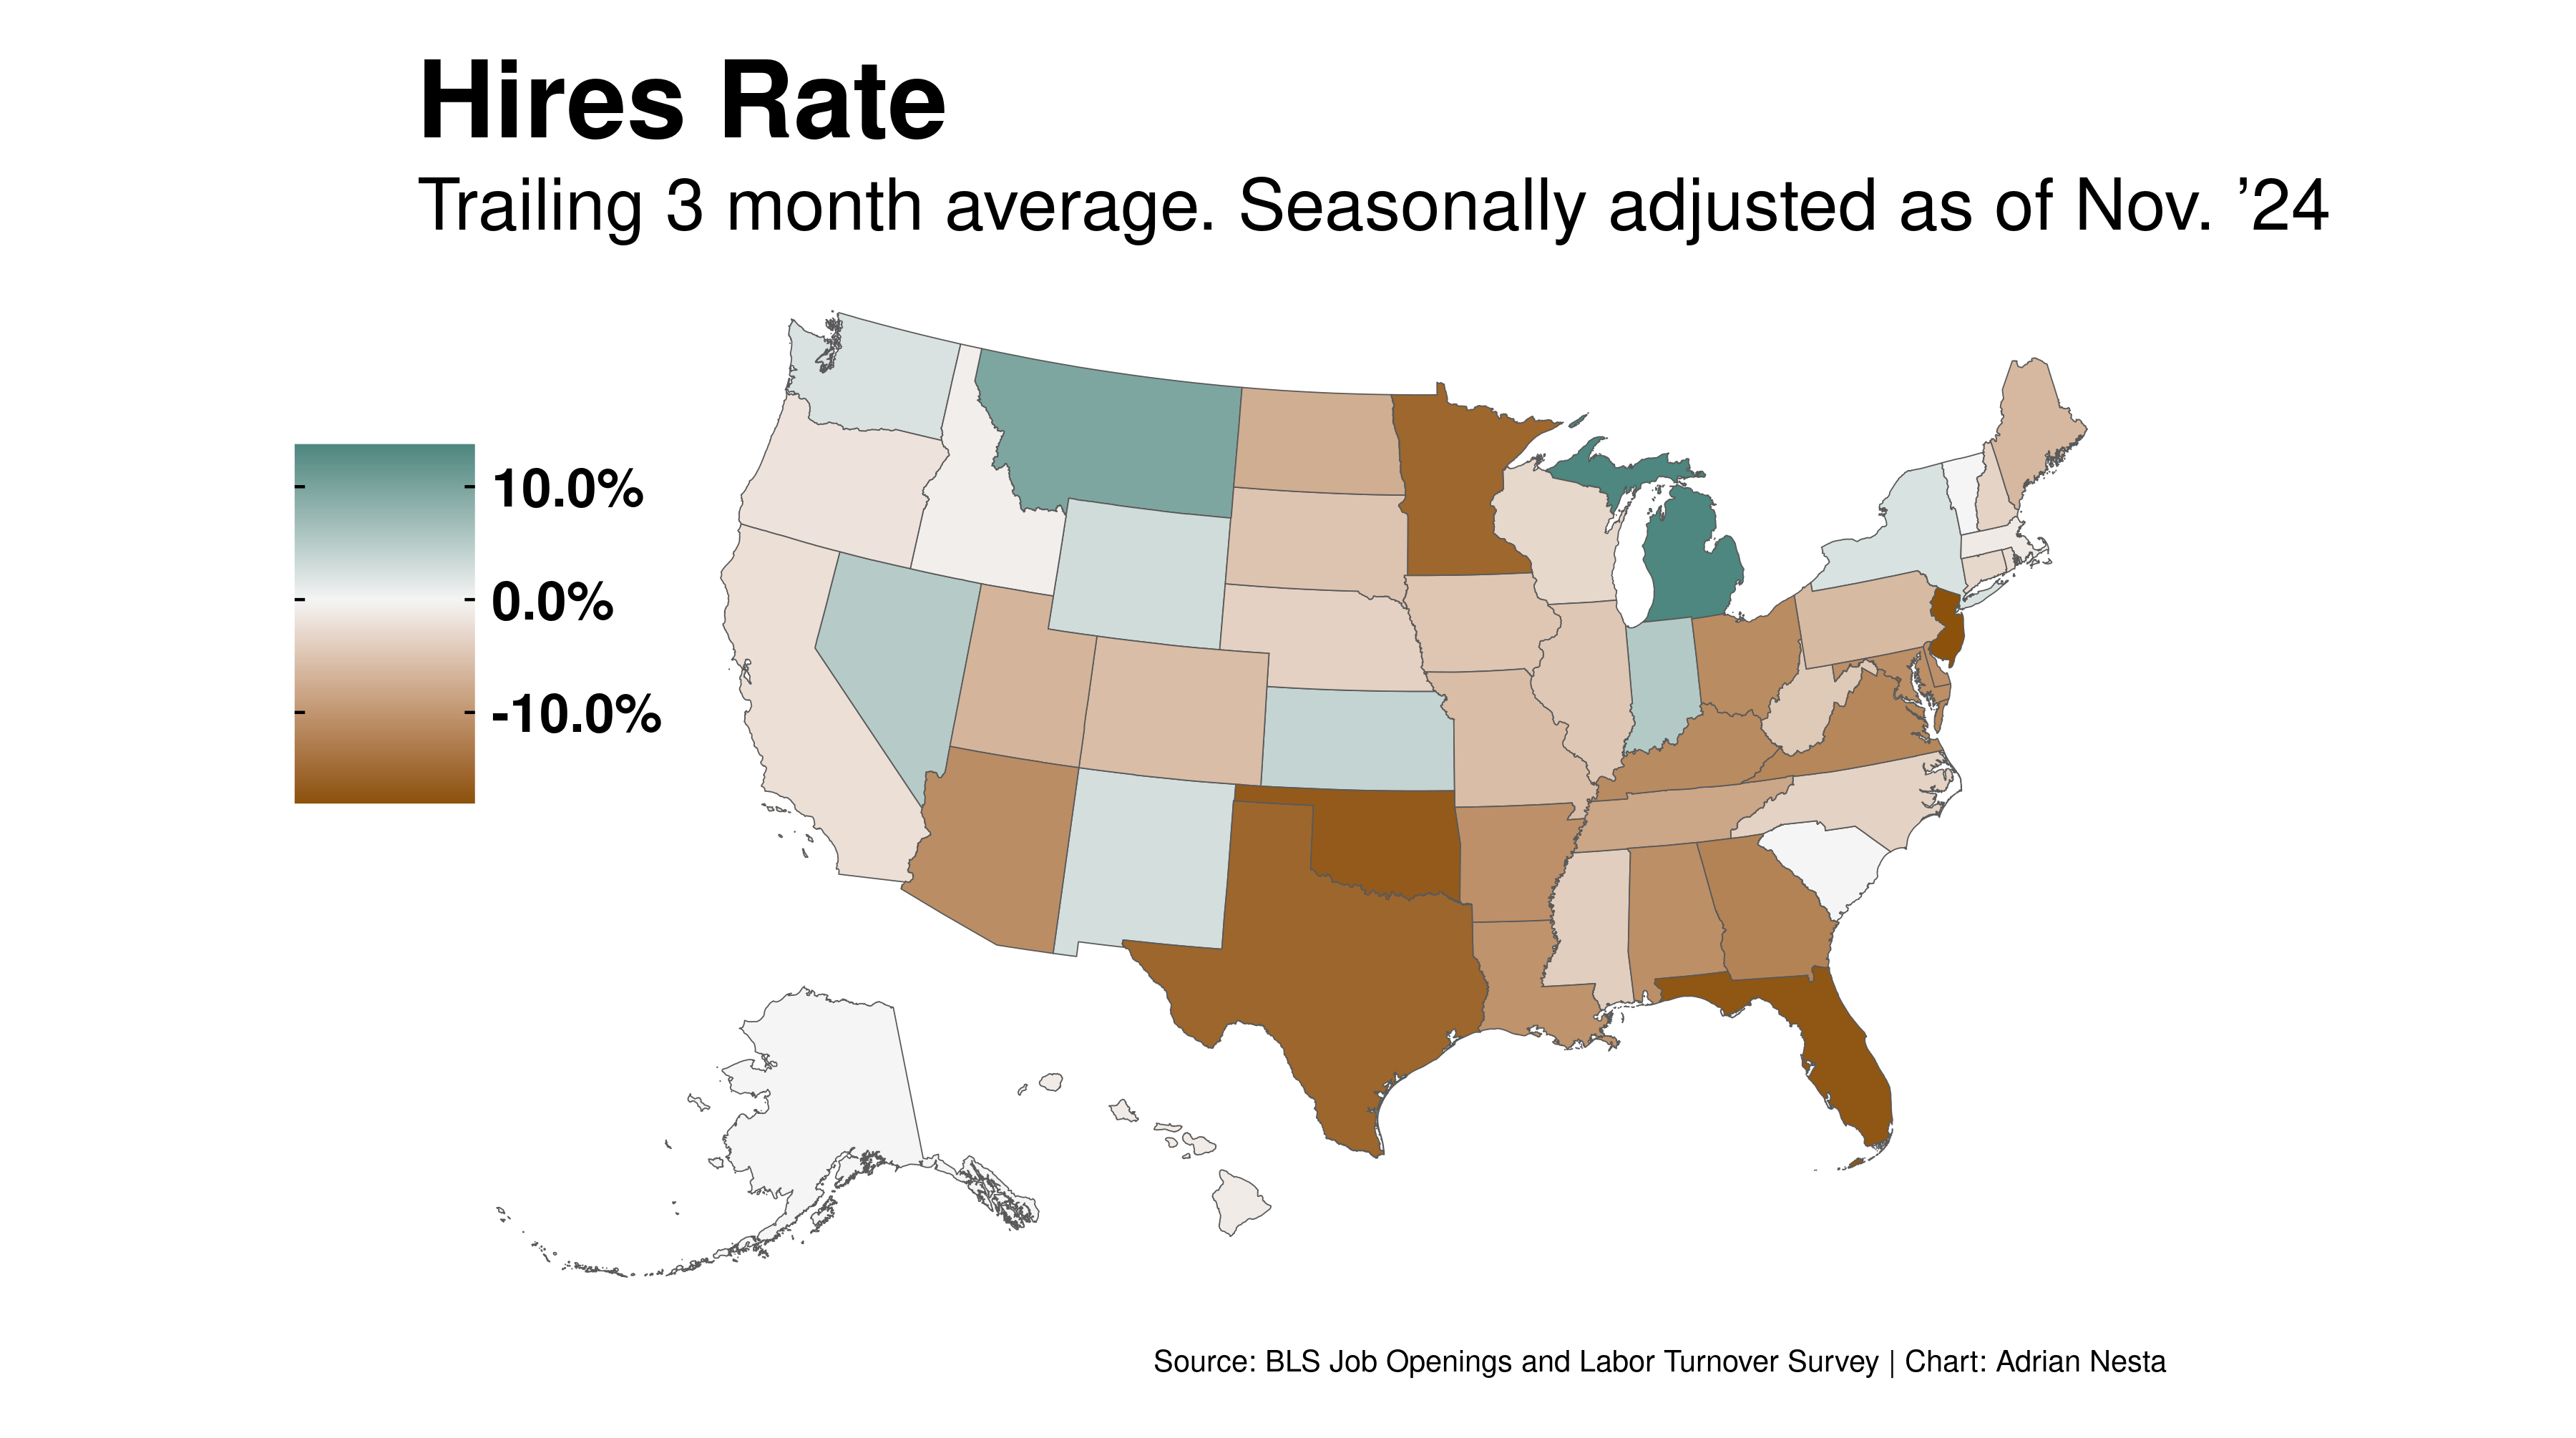 Hires Rate
Trailing 3 month average. Seasonally adjusted as of Nov. ’24
10.0%
0.0%
-10.0%
Source: BLS Job Openings and Labor Turnover Survey | Chart: Adrian Nesta